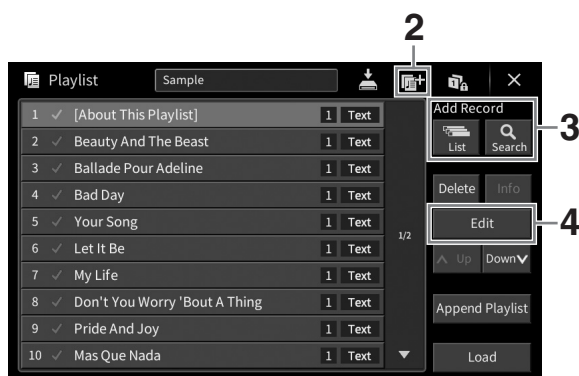 2
Playlist Sample
Add Record
List Search
3
Delete Info
Edit
4
Up Down
Append Playlist
Load
1 [About This Playlist] 1 Text
2 Beauty And The Beast 1 Text
3 Ballade Pour Adeline 1 Text
4 Bad Day 1 Text
5 Your Song 1 Text
6 Let It Be 1 Text
7 My Life 1 Text
8 Don't You Worry 'Bout A Thing 1 Text
9 Pride And Joy 1 Text
10 Mas Que Nada 1 Text
1/2